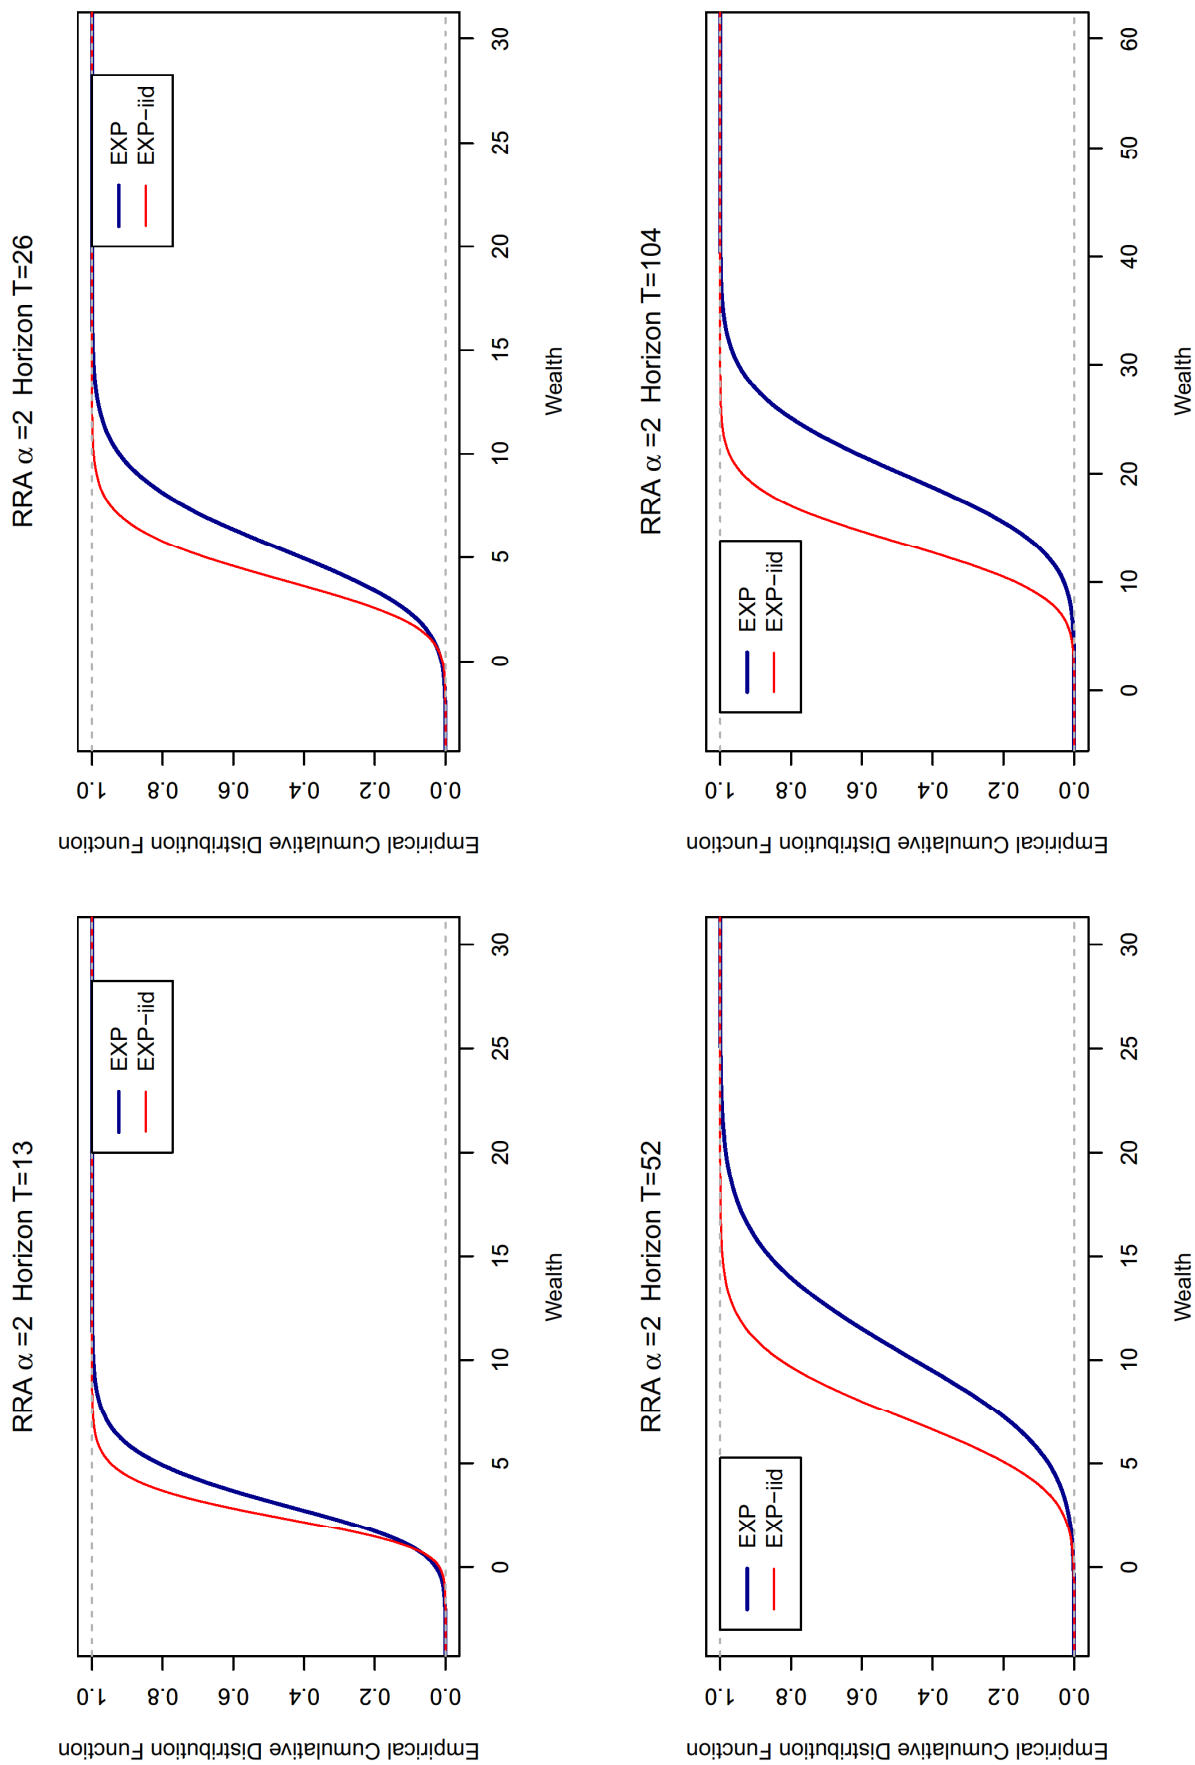 RRA α =2 Horizon T=13
Empirical Cumulative Distribution Function
1.0
0.8
0.6
0.4
0.2
0.0
EXP
EXP−iid
0 5 10 15 20 25 30
Wealth
RRA α =2 Horizon T=26
Empirical Cumulative Distribution Function
1.0
0.8
0.6
0.4
0.2
0.0
EXP
EXP−iid
0 5 10 15 20 25 30
Wealth
RRA α =2 Horizon T=52
Empirical Cumulative Distribution Function
1.0
0.8
0.6
0.4
0.2
0.0
EXP
EXP−iid
0 5 10 15 20 25 30
Wealth
RRA α =2 Horizon T=104
Empirical Cumulative Distribution Function
1.0
0.8
0.6
0.4
0.2
0.0
EXP
EXP−iid
0 10 20 30 40 50 60
Wealth